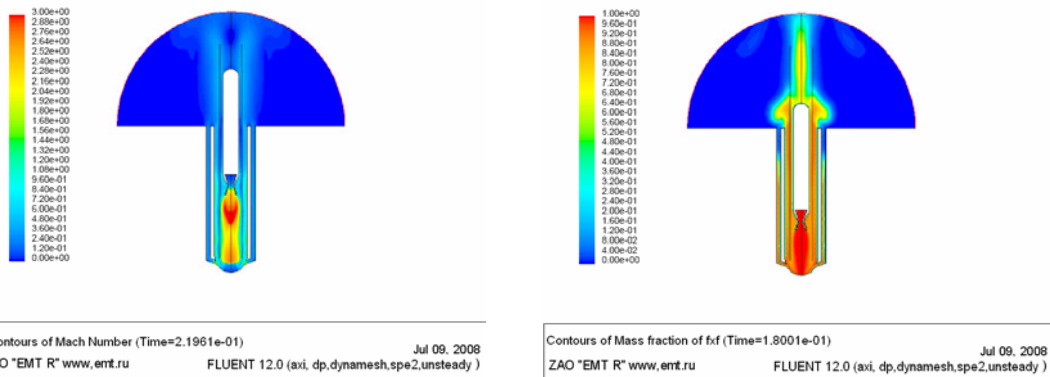 3.00e+00
2.88e+00
2.76e+00
2.64e+00
2.52e+00
2.40e+00
2.28e+00
2.16e+00
2.04e+00
1.92e+00
1.80e+00
1.68e+00
1.56e+00
1.44e+00
1.32e+00
1.20e+00
1.08e+00
9.60e-01
8.40e-01
7.20e-01
6.00e-01
4.80e-01
3.60e-01
2.40e-01
1.20e-01
0.00e+00
ontours of Mach Number (Time=2.1961e-01)
Jul 09, 2008
O "EMT R" www,emt.ru
FLUENT 12.0 (axi, dp,dynamesh,spe2,unsteady )
1.00e+00
9.60e-01
9.20e-01
8.80e-01
8.40e-01
8.00e-01
7.60e-01
7.20e-01
6.80e-01
6.40e-01
6.00e-01
5.60e-01
5.20e-01
4.80e-01
4.40e-01
4.00e-01
3.60e-01
3.20e-01
2.80e-01
2.40e-01
2.00e-01
1.60e-01
1.20e-01
8.00e-02
4.00e-02
0.00e+00
Contours of Mass fraction of fxf (Time=1.8001e-01)
Jul 09, 2008
ZAO "EMT R" www,emt.ru
FLUENT 12.0 (axi, dp,dynamesh,spe2,unsteady )